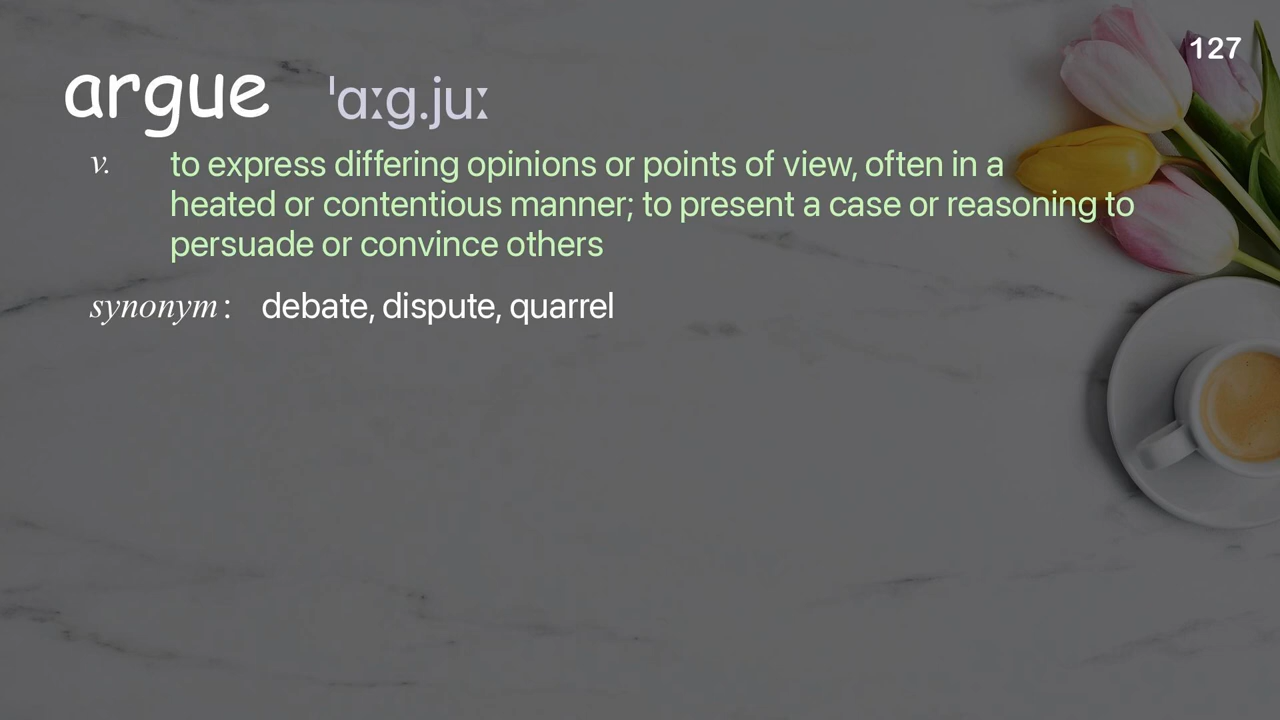 127
argue ˈɑːɡ.juː
v. to express differing opinions or points of view, often in a
heated or contentious manner; to present a case or reasoning to
persuade or convince others
synonym: debate, dispute, quarrel